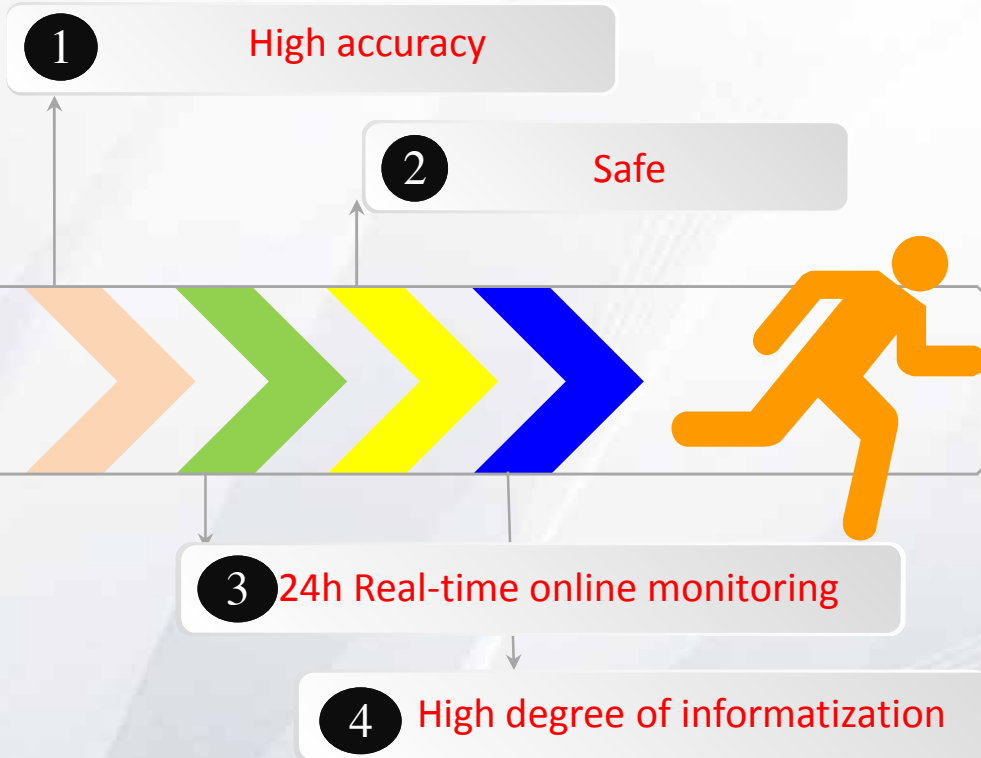 1 High accuracy
2 Safe
3 24h Real-time online monitoring
4 High degree of informatization